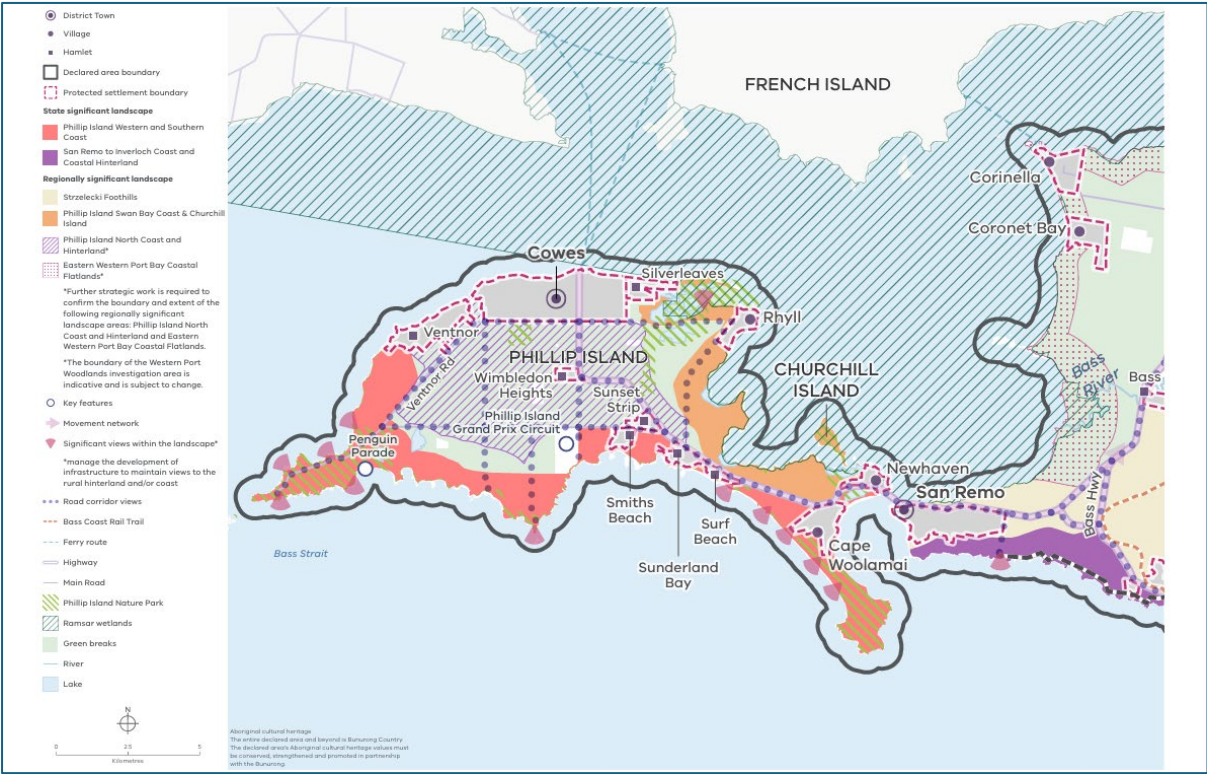 District Town
Village
Hamlet
Declared area boundary
Protected settlement boundary
State significant landscape
Phillip Island Western and Southern
Coast
San Remo to Inverloch Coast and
Coastal Hinterland
Regionally significant landscape
Strzelecki Foothills
Phillip Island Swan Bay Coast & Churchill
Island
Phillip Island North Coast and
Hinterland*
Eastern Western Port Bay Coastal
Flatlands*
*Further strategic work is required to
confirm the boundary and extent of the
following regionally significant
landscape areas: Phillip Island North
Coast and Hinterland and Eastern
Western Port Bay Coastal Flatlands.
*The boundary of the Western Port
Woodlands investigation area is
indicative and is subject to change.
Key features
Movement network
Significant views within the landscape*
*manage the development of
infrastructure to maintain views to the
rural hinterland and/or coast
Road corridor views
Bass Coast Rail Trail
Ferry route
Highway
Main Road
Phillip Island Nature Park
Ramsar wetlands
Green breaks
River
Lake
N
0 2.5 5
Kilometres
FRENCH ISLAND
Corinella
Coronet Bay
Cowes
Silverleaves
Rhyll
Ventnor
Ventnor Rd
PHILLIP ISLAND
Wimbledon
Heights
Sunset
Strip
CHURCHILL
ISLAND
Bass
River
Bass
Phillip Island
Grand Prix Circuit
Penguin
Parade
Newhaven
San Remo
Bass Hwy
Smiths
Beach
Surf
Beach
Sunderland
Bay
Cape
Woolamai
Bass Strait
Aboriginal cultural heritage
The entire declared area and beyond is Bunurong Country
The declared area's Aboriginal cultural heritage values must
be conserved, strengthened and promoted in partnership
with the Bunurong.